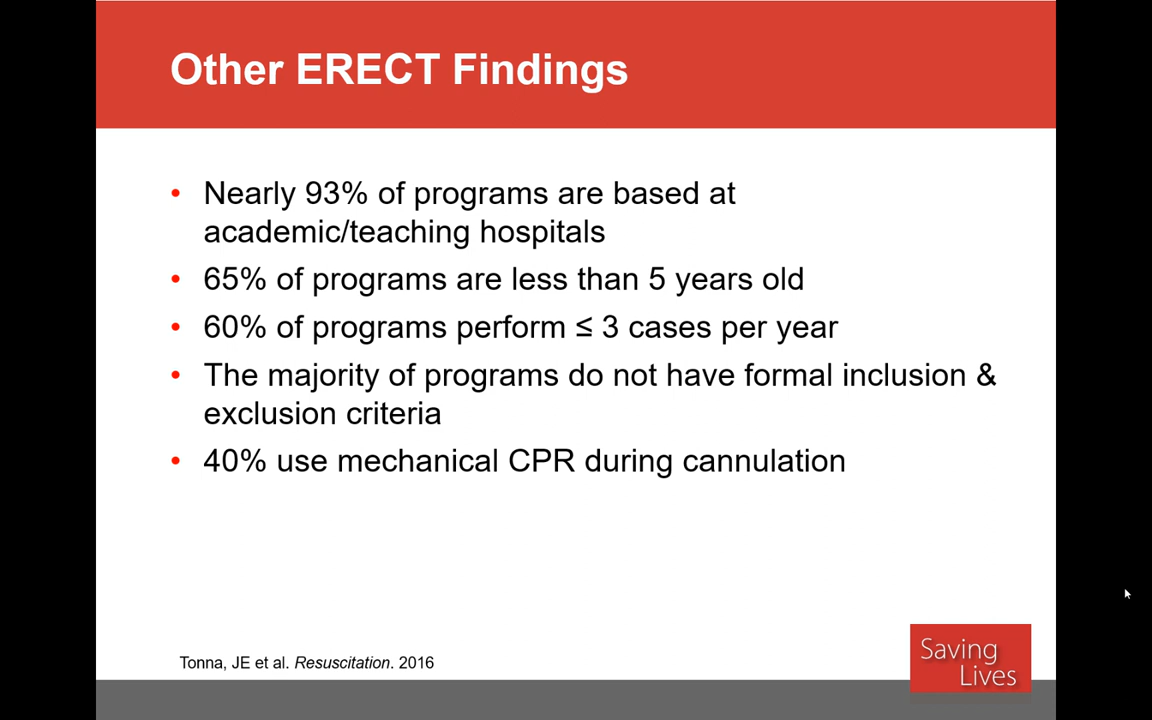 Other ERECT Findings
• Nearly 93% of programs are based at
academic/teaching hospitals
• 65% of programs are less than 5 years old
• 60% of programs perform ≤ 3 cases per year
• The majority of programs do not have formal inclusion &
exclusion criteria
• 40% use mechanical CPR during cannulation
Tonna, JE et al. Resuscitation. 2016
Saving
Lives